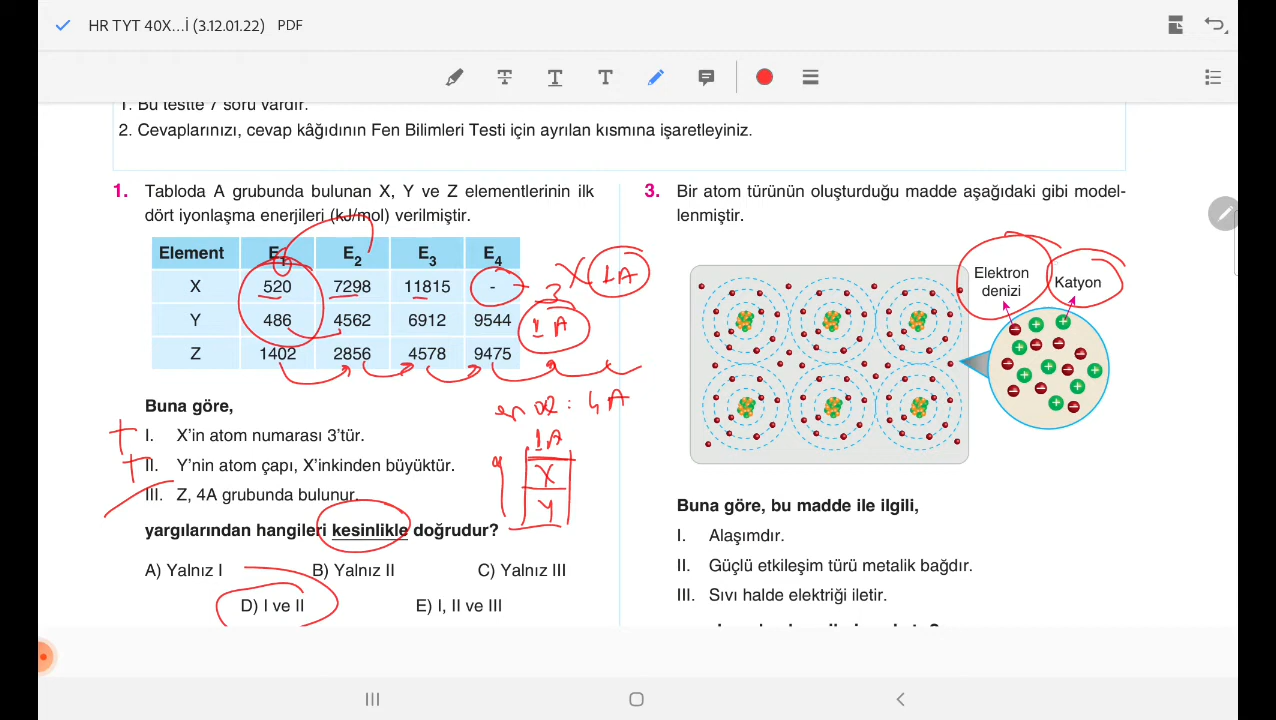 HR TYT 40X...İ (3.12.01.22) PDF
1. Bu testte 7 soru vardır.
2. Cevaplarınızı, cevap kâğıdının Fen Bilimleri Testi için ayrılan kısmına işaretleyiniz.
1. Tabloda A grubunda bulunan X, Y ve Z elementlerinin ilk
dört iyonlaşma enerjileri (kJ/mol) verilmiştir.
Element E1 E2 E3 E4
X 520 7298 11815 -
Y 486 4562 6912 9544
Z 1402 2856 4578 9475
3 X 1A
1A
en az : 4A
Buna göre,
I. X'in atom numarası 3'tür.
II. Y'nin atom çapı, X'inkinden büyüktür.
III. Z, 4A grubunda bulunur.
1A
X
Y
yargılarından hangileri kesinlikle doğrudur?
A) Yalnız I B) Yalnız II C) Yalnız III
D) I ve II E) I, II ve III
3. Bir atom türünün oluşturduğu madde aşağıdaki gibi model-
lenmiştir.
Elektron
denizi
Katyon
Buna göre, bu madde ile ilgili,
I. Alaşımdır.
II. Güçlü etkileşim türü metalik bağdır.
III. Sıvı halde elektriği iletir.